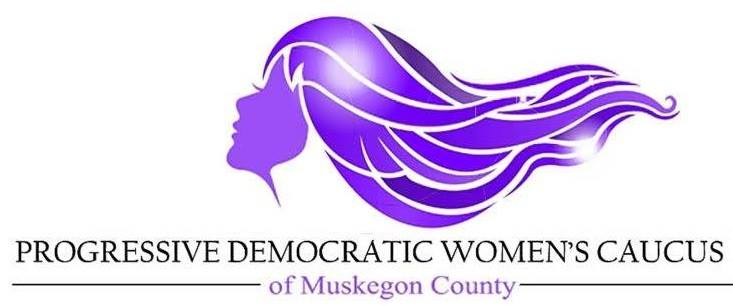 PROGRESSIVE DEMOCRATIC WOMEN'S CAUCUS
of Muskegon County